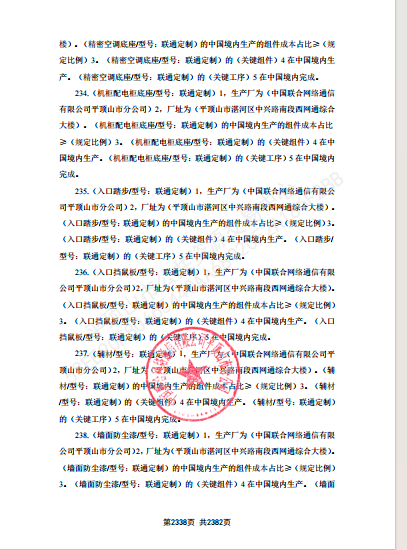 楼）。（精密空调底座/型号：联通定制）的中国境内生产的组件成本占比≥（规
定比例）3。（精密空调底座/型号：联通定制）的（关键组件）4 在中国境内生
产。（精密空调底座/型号：联通定制）的（关键工序）5 在中国境内完成。
234.（机柜配电柜底座/型号：联通定制）1，生产厂为（中国联合网络通信
有限公司平顶山市分公司）2，厂址为（平顶山市湛河区中兴路南段西网通综合
大楼）。（机柜配电柜底座/型号：联通定制）的中国境内生产的组件成本占比
≥（规定比例）3。（机柜配电柜底座/型号：联通定制）的（关键组件）4 在中
国境内生产。（机柜配电柜底座/型号：联通定制）的（关键工序）5 在中国境内
完成。
235.（入口踏步/型号：联通定制）1，生产厂为（中国联合网络通信有限公
司平顶山市分公司）2，厂址为（平顶山市湛河区中兴路南段西网通综合大楼）。
（入口踏步/型号：联通定制）的中国境内生产的组件成本占比≥（规定比例）3。
（入口踏步/型号：联通定制）的（关键组件）4 在中国境内生产。（入口踏步/
型号：联通定制）的（关键工序）5 在中国境内完成。
236.（入口挡鼠板/型号：联通定制）1，生产厂为（中国联合网络通信有限
公司平顶山市分公司）2，厂址为（平顶山市湛河区中兴路南段西网通综合大楼）。
（入口挡鼠板/型号：联通定制）的中国境内生产的组件成本占比≥（规定比例）
3。（入口挡鼠板/型号：联通定制）的（关键组件）4 在中国境内生产。（入口
挡鼠板/型号：联通定制）的（关键工序）5 在中国境内完成。
237.（辅材/型号：联通定制）1，生产厂为（中国联合网络通信有限公司平
顶山市分公司）2，厂址为（平顶山市湛河区中兴路南段西网通综合大楼）。（辅
材/型号：联通定制）的中国境内生产的组件成本占比≥（规定比例）3。（辅材
/型号：联通定制）的（关键组件）4 在中国境内生产。（辅材/型号：联通定制）
的（关键工序）5 在中国境内完成。
238.（墙面防尘漆/型号：联通定制）1，生产厂为（中国联合网络通信有限
公司平顶山市分公司）2，厂址为（平顶山市湛河区中兴路南段西网通综合大楼）。
（墙面防尘漆/型号：联通定制）的中国境内生产的组件成本占比≥（规定比例）
3。（墙面防尘漆/型号：联通定制）的（关键组件）4 在中国境内生产。（墙面
第2338页 共2382页